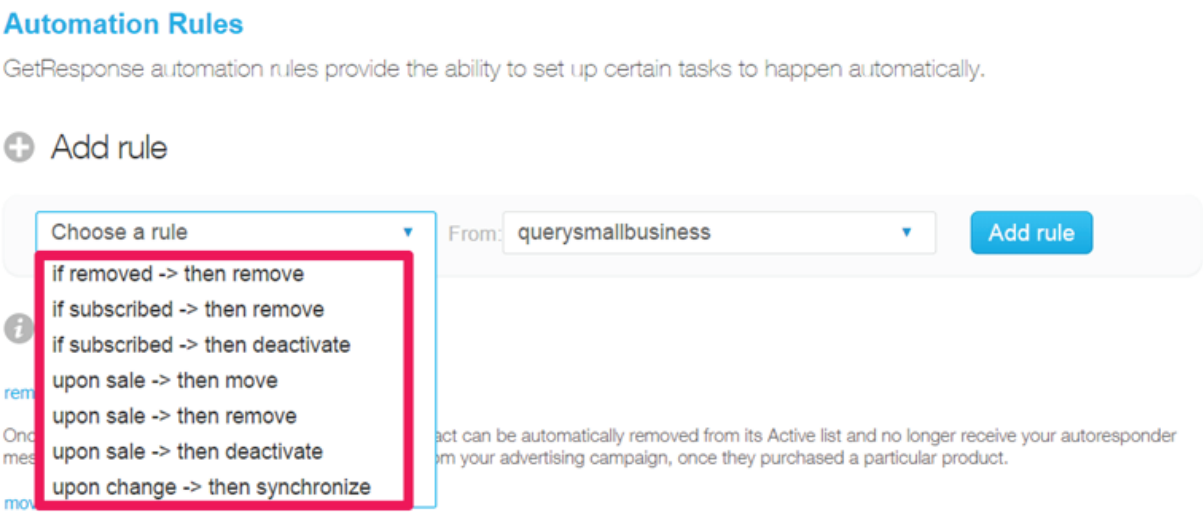 Automation Rules
GetResponse automation rules provide the ability to set up certain tasks to happen automatically.
Add rule
Choose a rule From: querysmallbusiness Add rule
if removed -> then remove
if subscribed -> then remove
if subscribed -> then deactivate
upon sale -> then move
rem
upon sale -> then remove
act can be automatically removed from its Active list and no longer receive your autoresponder
upon sale -> then deactivate
your advertising campaign, once they purchased a particular product.
upon change -> then synchronize
mov